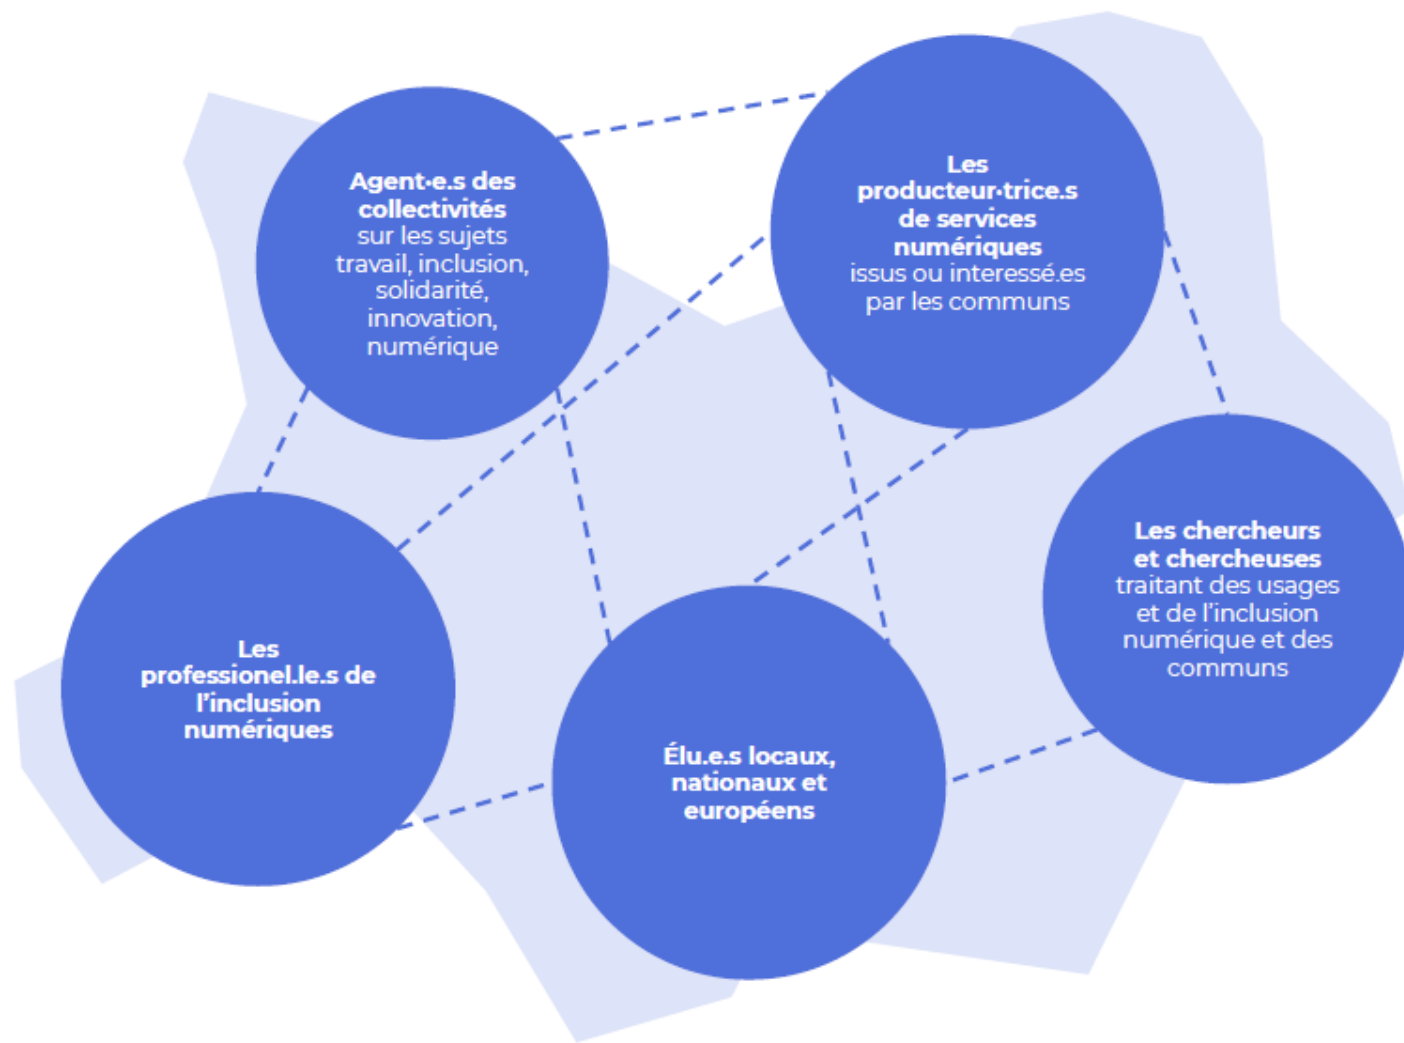 Agent·e.s des
collectivités
sur les sujets
travail, inclusion,
solidarité,
innovation,
numérique
Les
producteur·trice.s
de services
numériques
issus ou interessé.es
par les communs
Les chercheurs
et chercheuses
traitant des usages
et de l'inclusion
numérique et des
communs
Les
professionel.le.s de
l'inclusion
numériques
Élu.e.s locaux,
nationaux et
européens